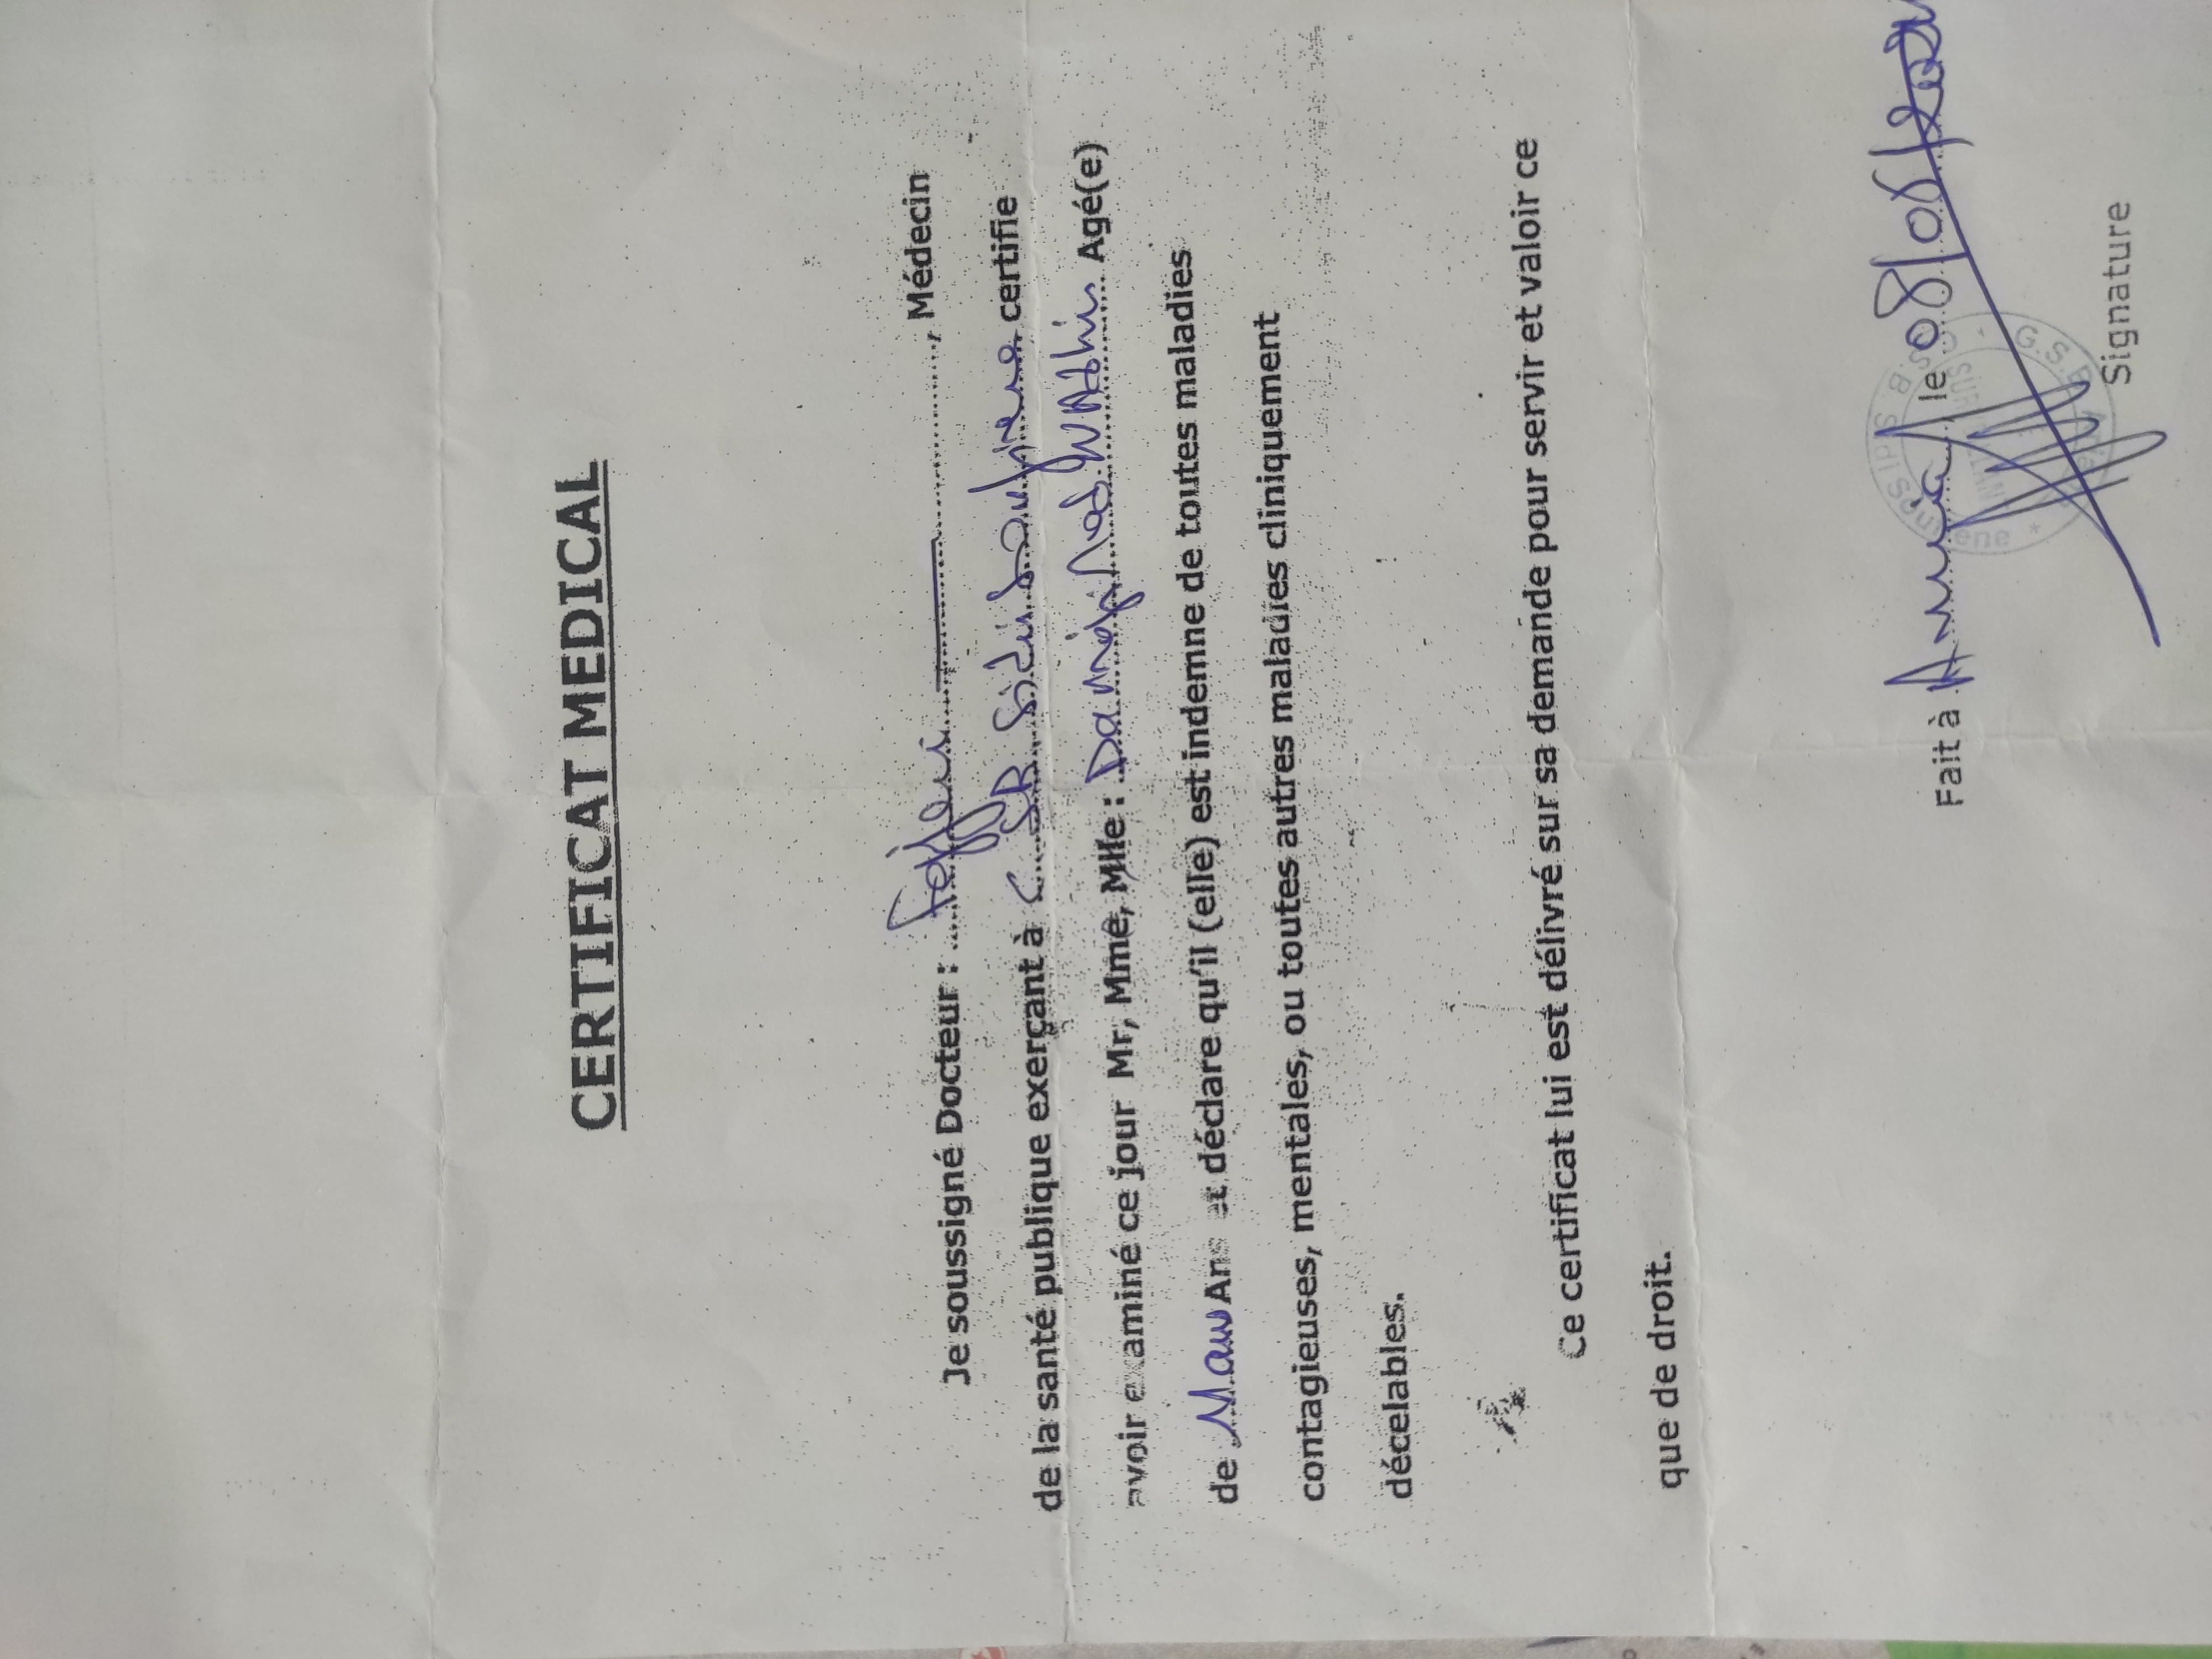 CERTIFICAT MEDICAL
Je soussigné Docteur : ........, Médecin
de la santé publique exerçant à CSB certifie
avoir examiné ce jour Mr, Mme, Mlle : ........ Agé(e)
de ...... Ans et déclare qu'il (elle) est indemne de toutes maladies
contagieuses, mentales, ou toutes autres maladies cliniquement
décelables.
Ce certificat lui est délivré sur sa demande pour servir et valoir ce
que de droit.
Fait à le 08/08/
Signature